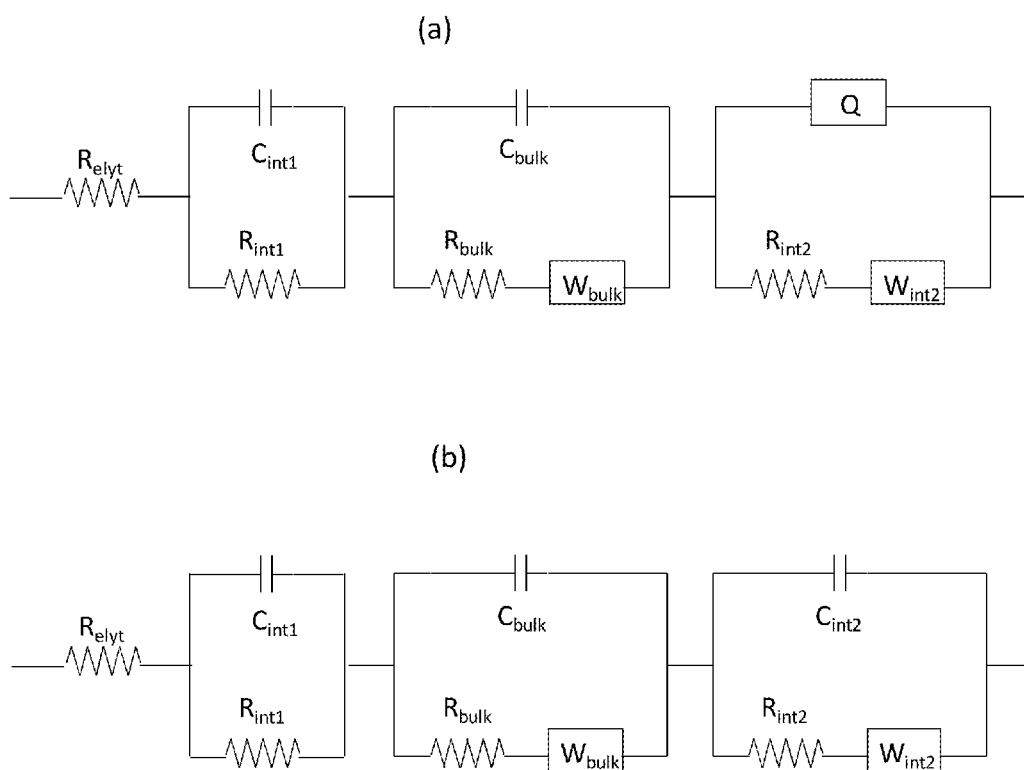 (a)
R_elyt
C_int1
R_int1
C_bulk
R_bulk
W_bulk
Q
R_int2
W_int2
(b)
R_elyt
C_int1
R_int1
C_bulk
R_bulk
W_bulk
C_int2
R_int2
W_int2